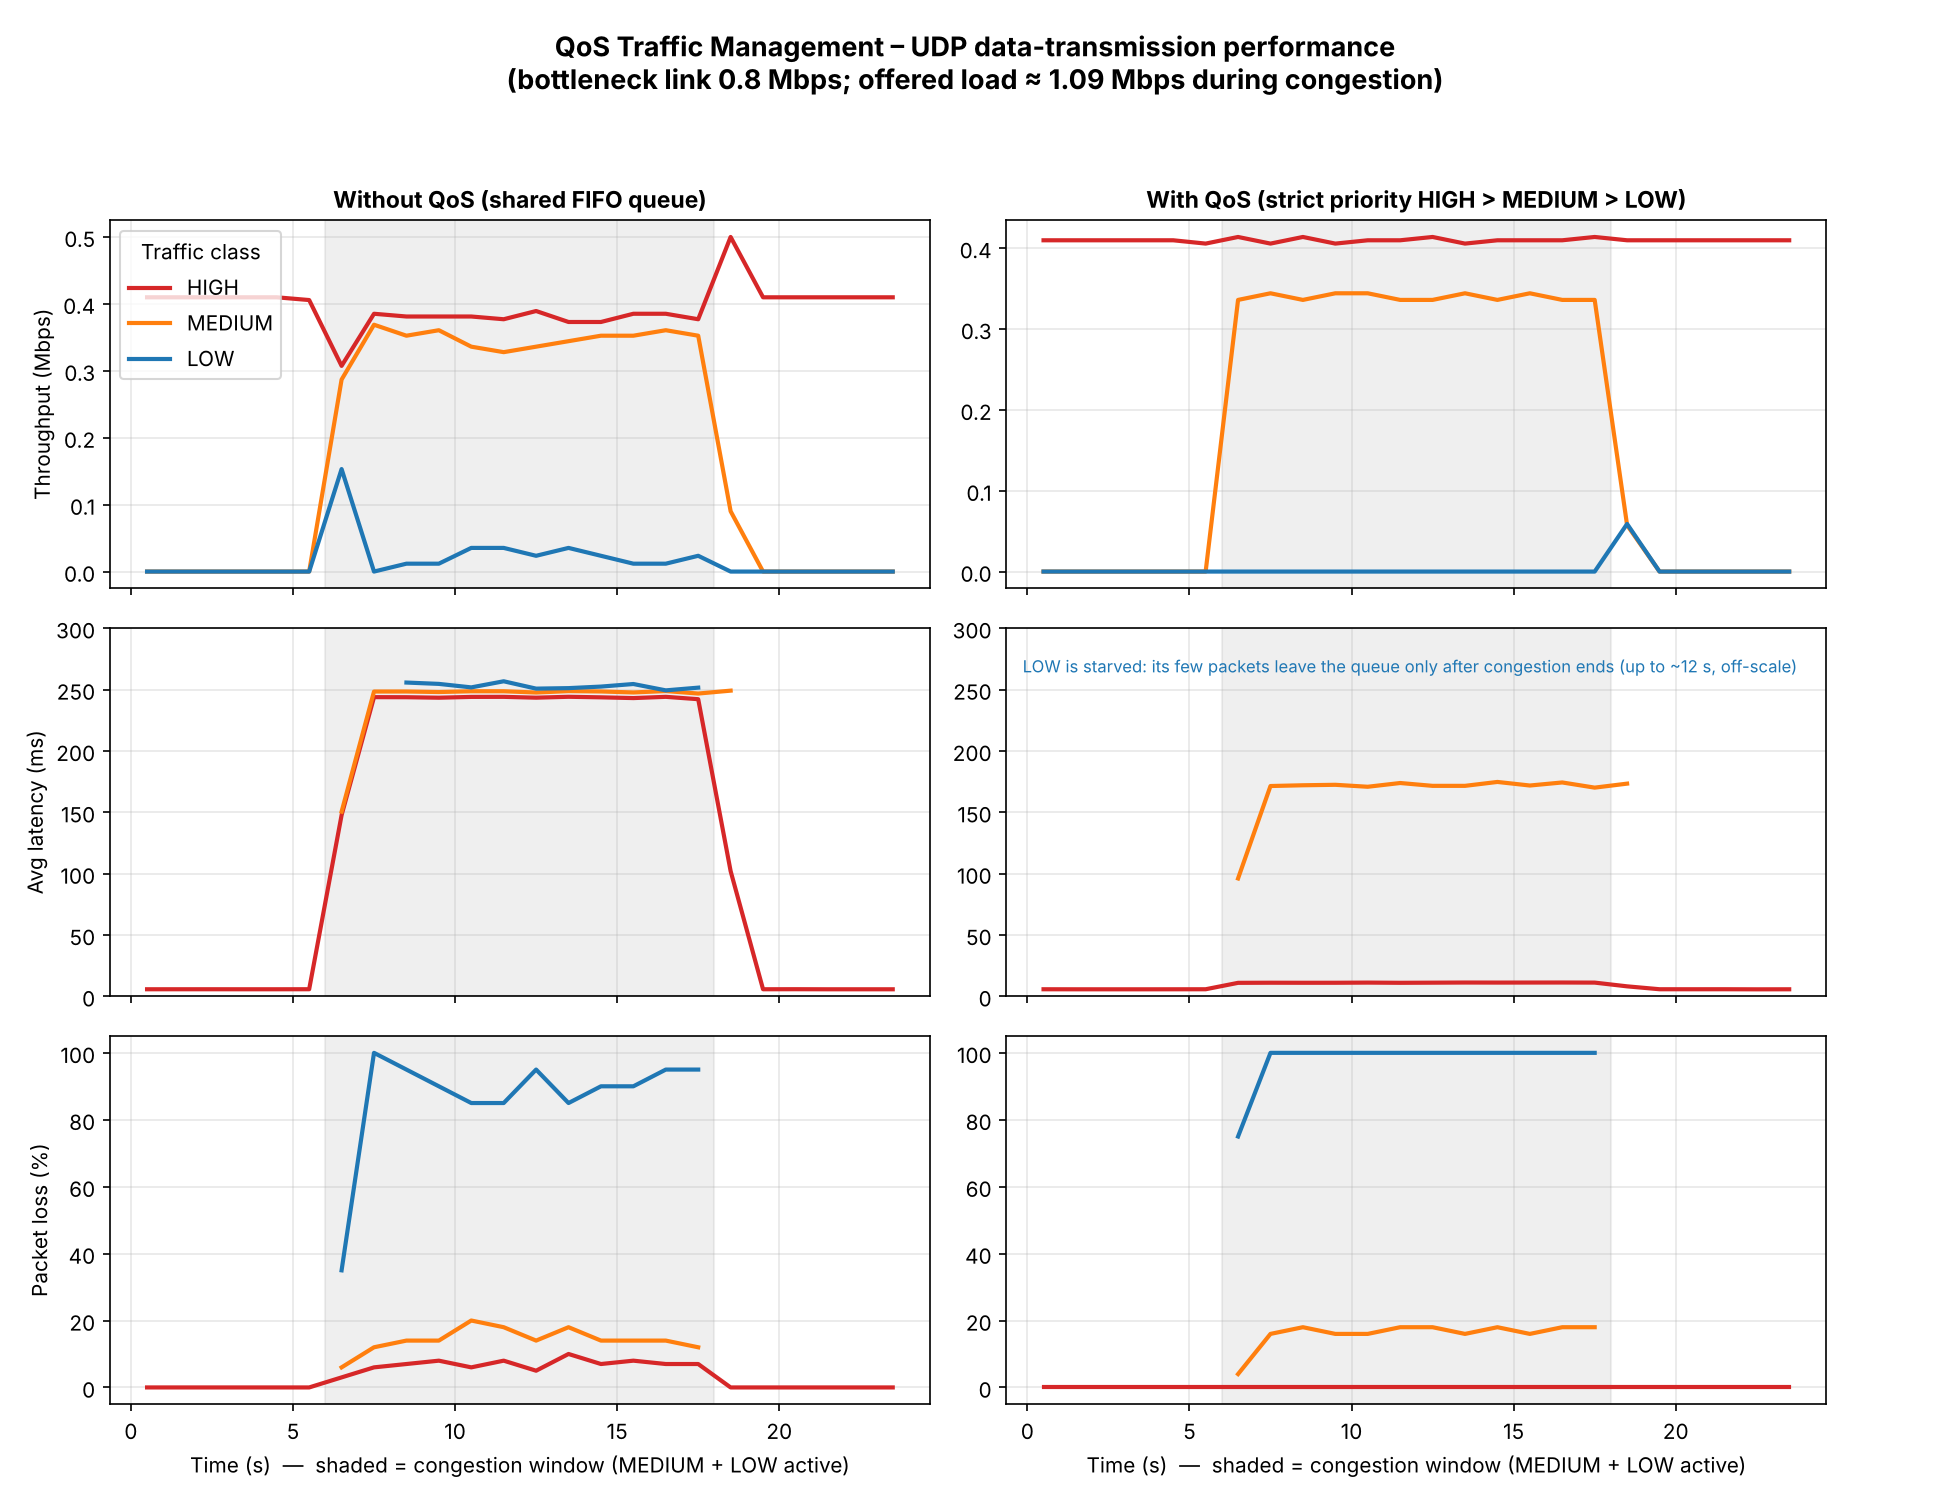 QoS Traffic Management – UDP data-transmission performance
(bottleneck link 0.8 Mbps; offered load ≈ 1.09 Mbps during congestion)
Without QoS (shared FIFO queue)
Throughput (Mbps)
0.5
0.4
0.3
0.2
0.1
0.0
Traffic class
HIGH
MEDIUM
LOW
With QoS (strict priority HIGH > MEDIUM > LOW)
0.4
0.3
0.2
0.1
0.0
Avg latency (ms)
300
250
200
150
100
50
0
300
250
200
150
100
50
0
LOW is starved: its few packets leave the queue only after congestion ends (up to ~12 s, off-scale)
Packet loss (%)
100
80
60
40
20
0
0 5 10 15 20
Time (s) — shaded = congestion window (MEDIUM + LOW active)
100
80
60
40
20
0
0 5 10 15 20
Time (s) — shaded = congestion window (MEDIUM + LOW active)